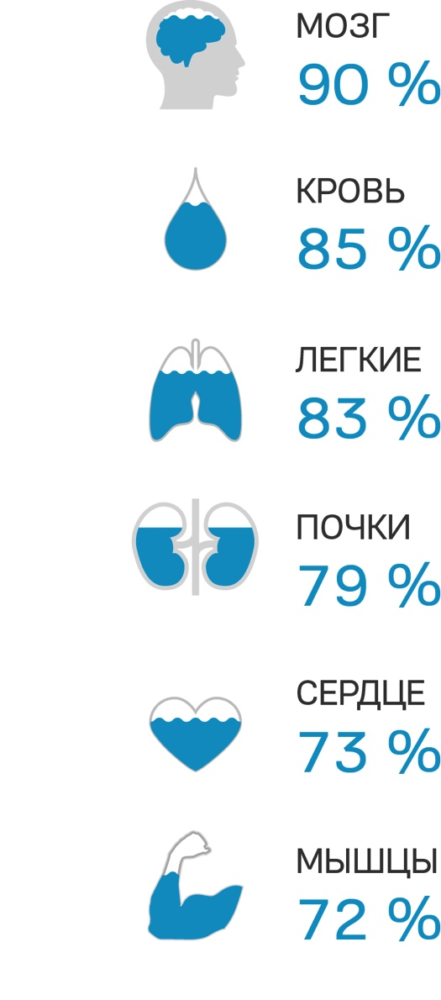 МОЗГ
90 %
КРОВЬ
85 %
ЛЕГКИЕ
83 %
ПОЧКИ
79 %
СЕРДЦЕ
73 %
МЫШЦЫ
72 %